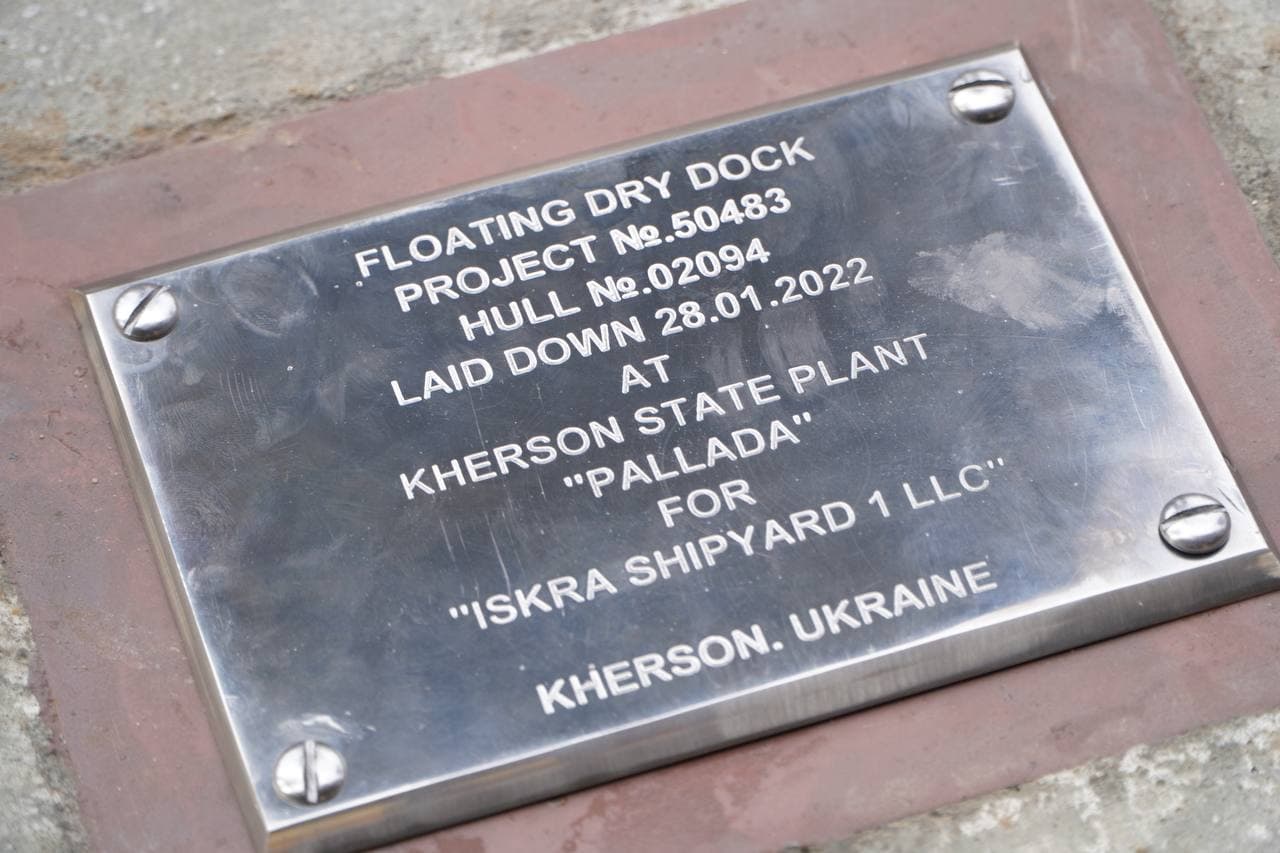 FLOATING DRY DOCK
PROJECT №.50483
HULL №.02094
LAID DOWN 28.01.2022
AT
KHERSON STATE PLANT
"PALLADA"
FOR
"ISKRA SHIPYARD 1 LLC"
KHERSON. UKRAINE